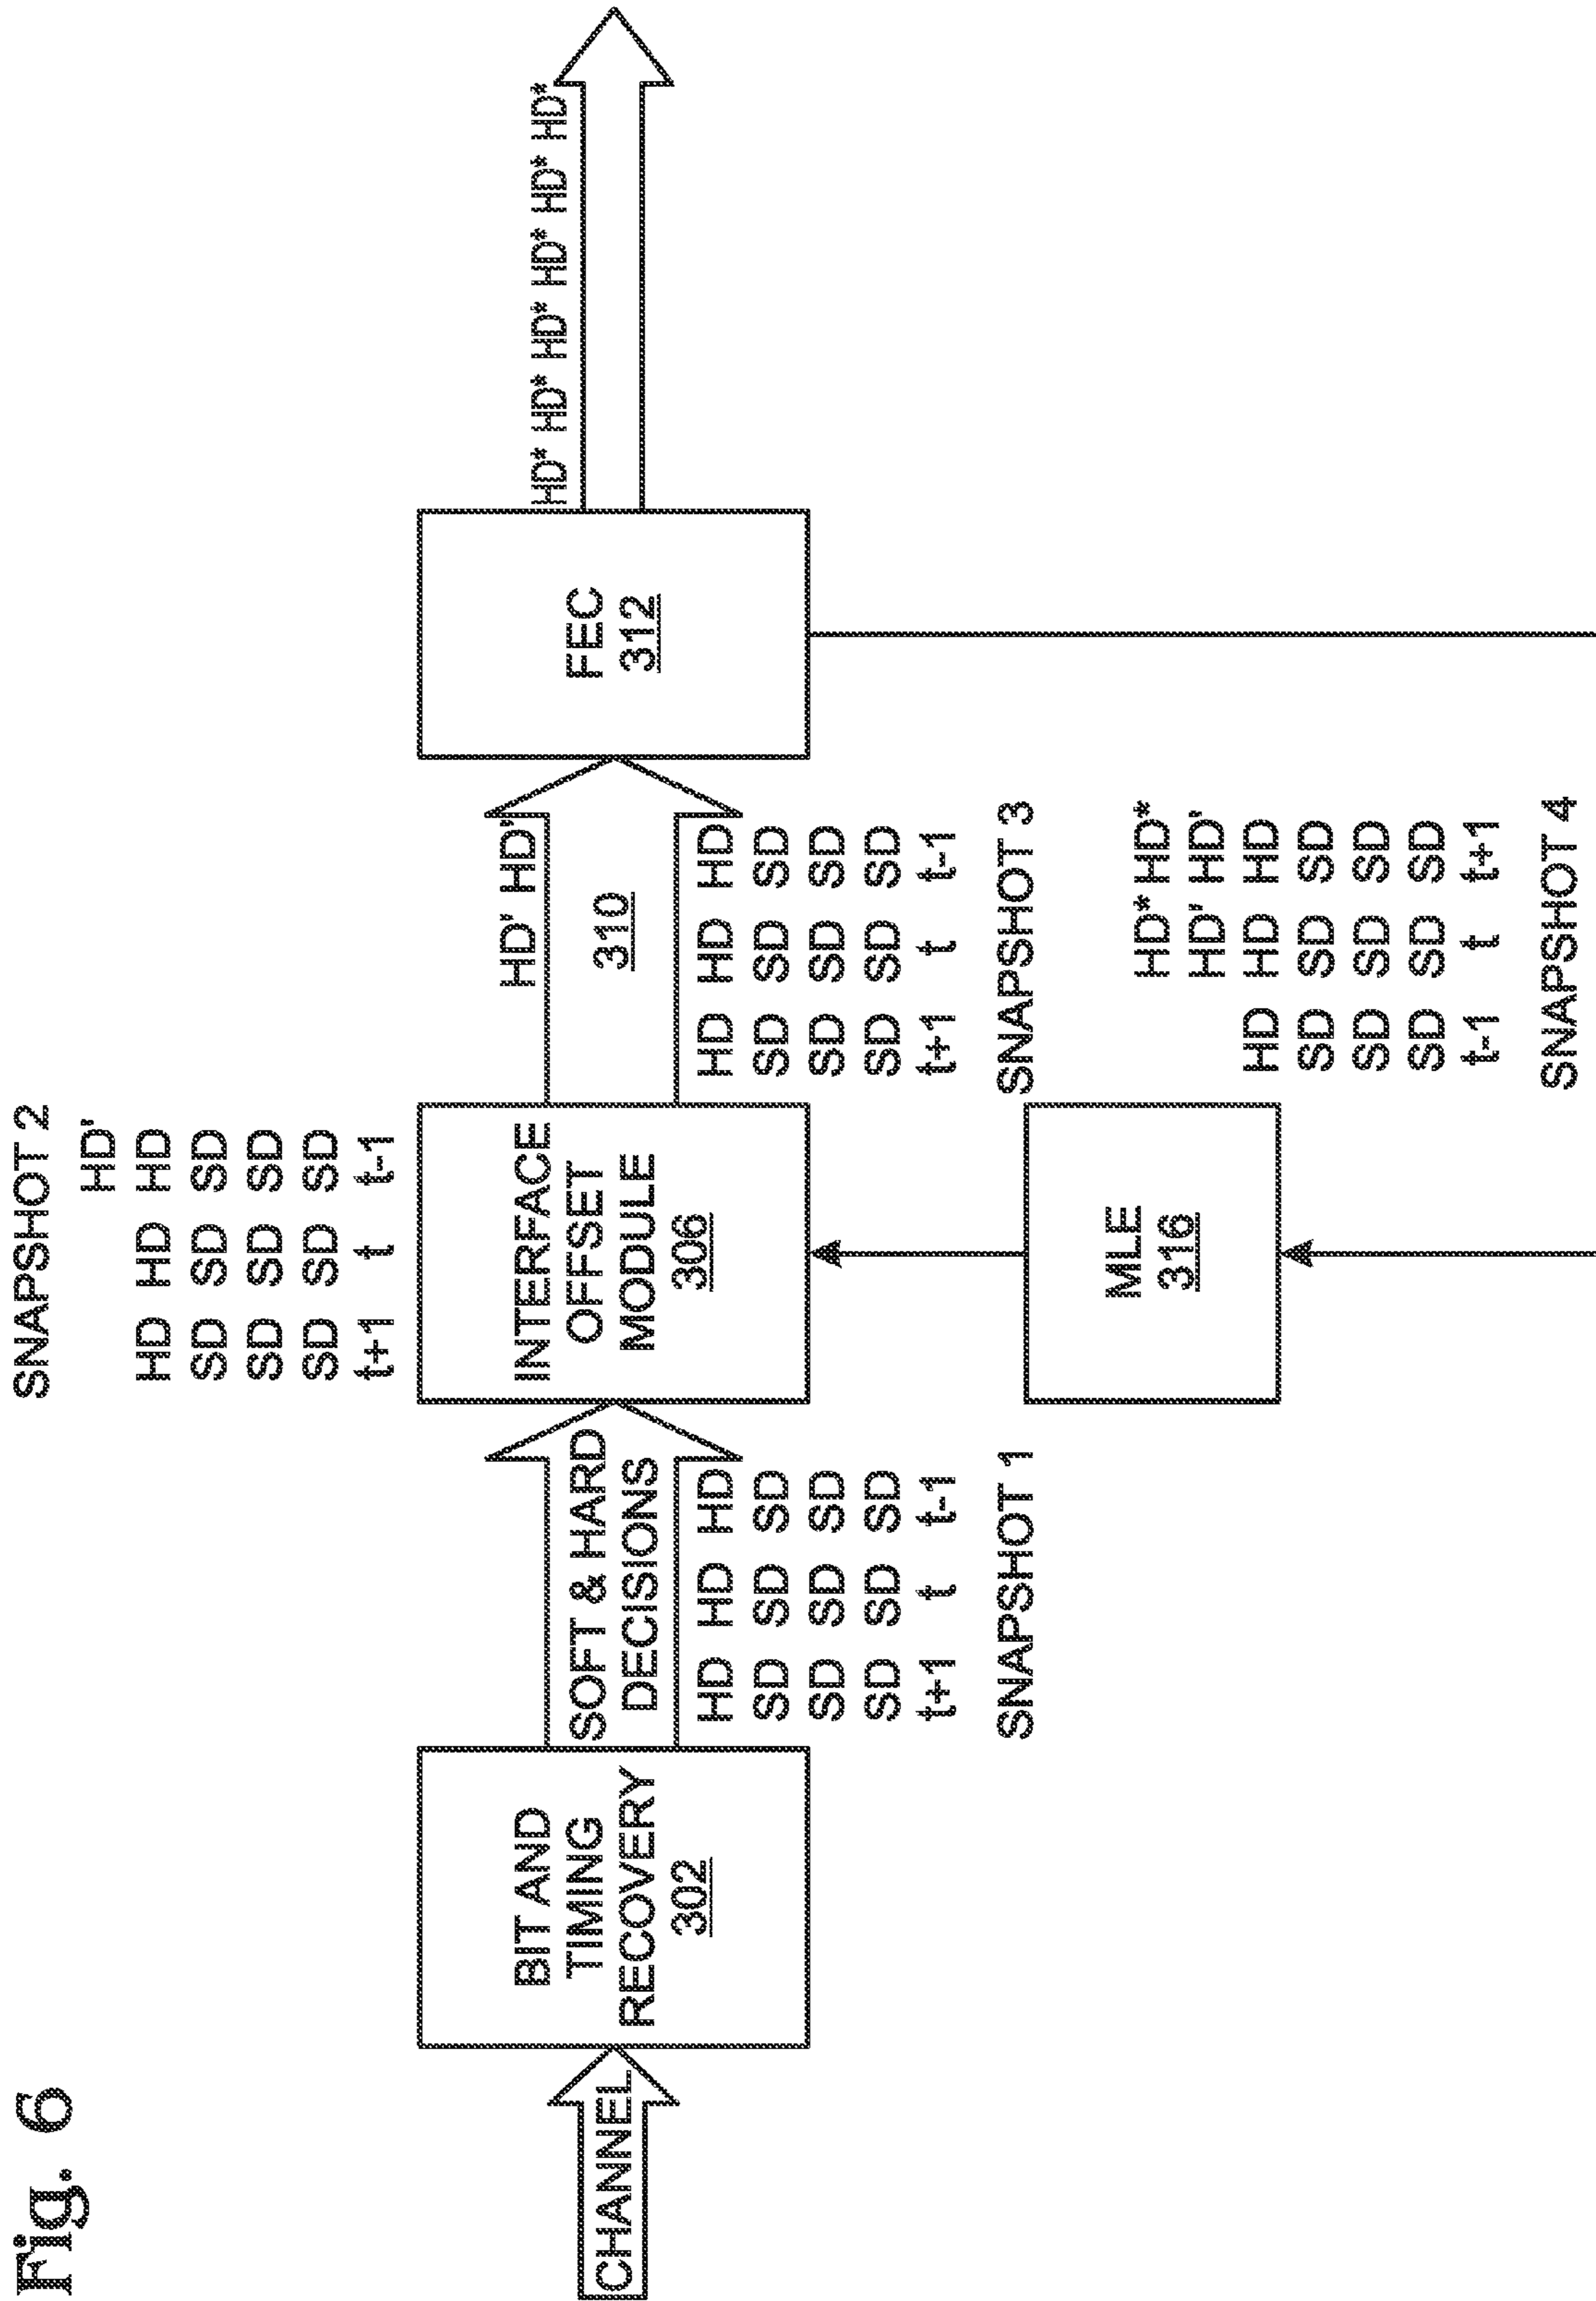 Fig. 6
SNAPSHOT 2
HD'
HD HD HD
SD SD SD
SD SD SD
SD SD SD
t+1 t t-1
CHANNEL
BIT AND
TIMING
RECOVERY
302
SOFT & HARD
DECISIONS
HD HD HD
SD SD SD
SD SD SD
SD SD SD
t+1 t t-1
SNAPSHOT 1
INTERFACE
OFFSET
MODULE
306
HD' HD'
310
HD HD HD
SD SD SD
SD SD SD
SD SD SD
t+1 t t-1
SNAPSHOT 3
FEC
312
HD* HD* HD* HD* HD* HD*
MLE
316
HD* HD*
HD' HD'
HD HD HD
SD SD SD
SD SD SD
SD SD SD
t-1 t t+1
SNAPSHOT 4